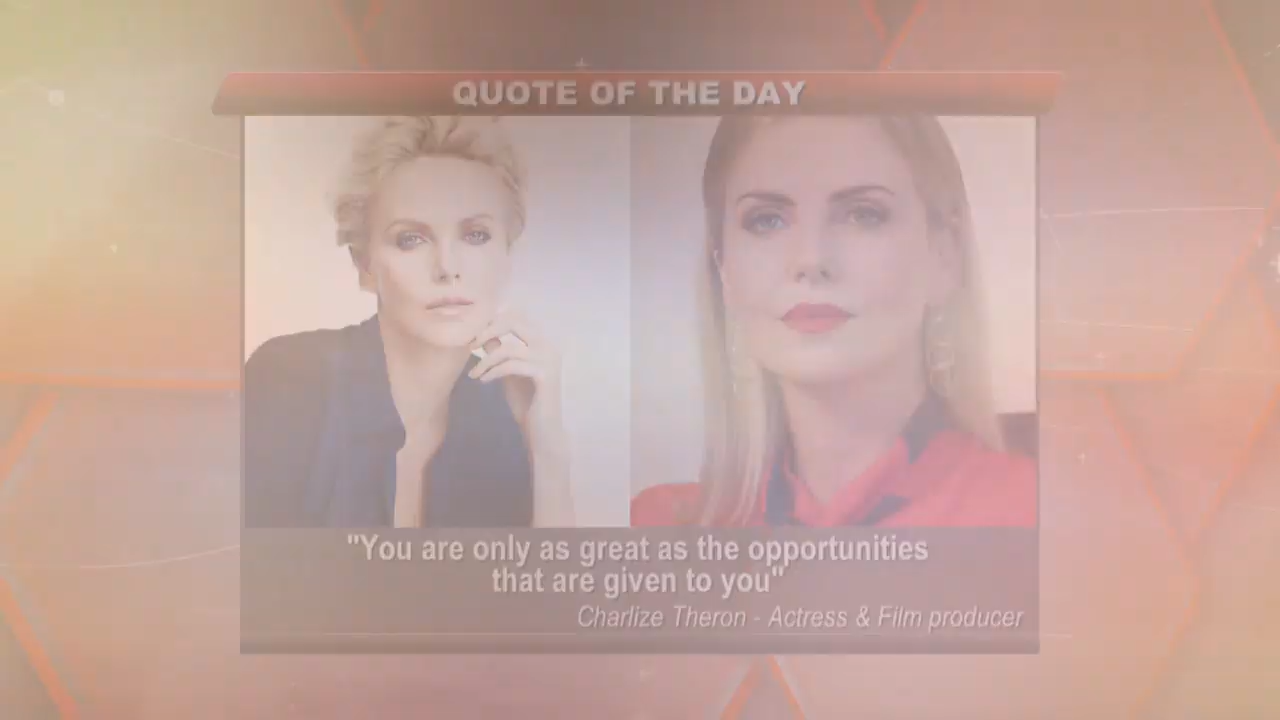 QUOTE OF THE DAY
"You are only as great as the opportunities
that are given to you"
Charlize Theron - Actress & Film producer